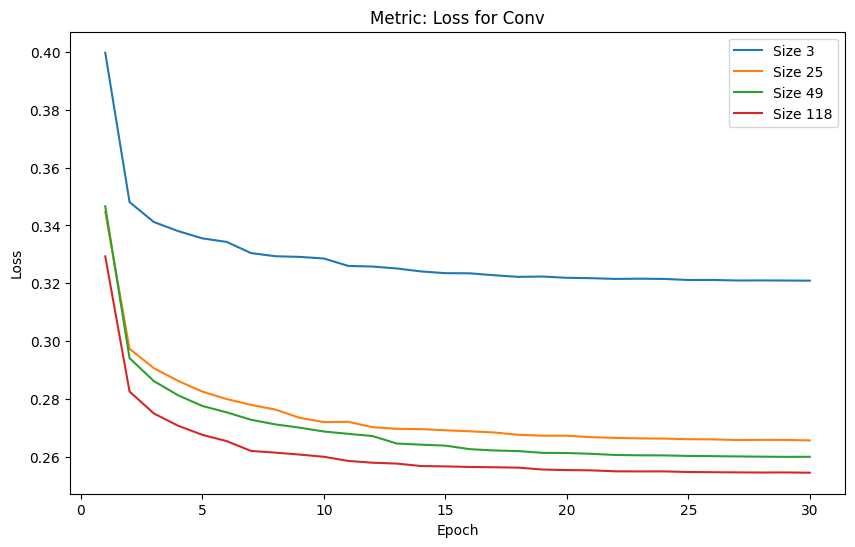 Metric: Loss for Conv
Size 3
Size 25
Size 49
Size 118
Loss
0.40
0.38
0.36
0.34
0.32
0.30
0.28
0.26
0
5
10
15
20
25
30
Epoch